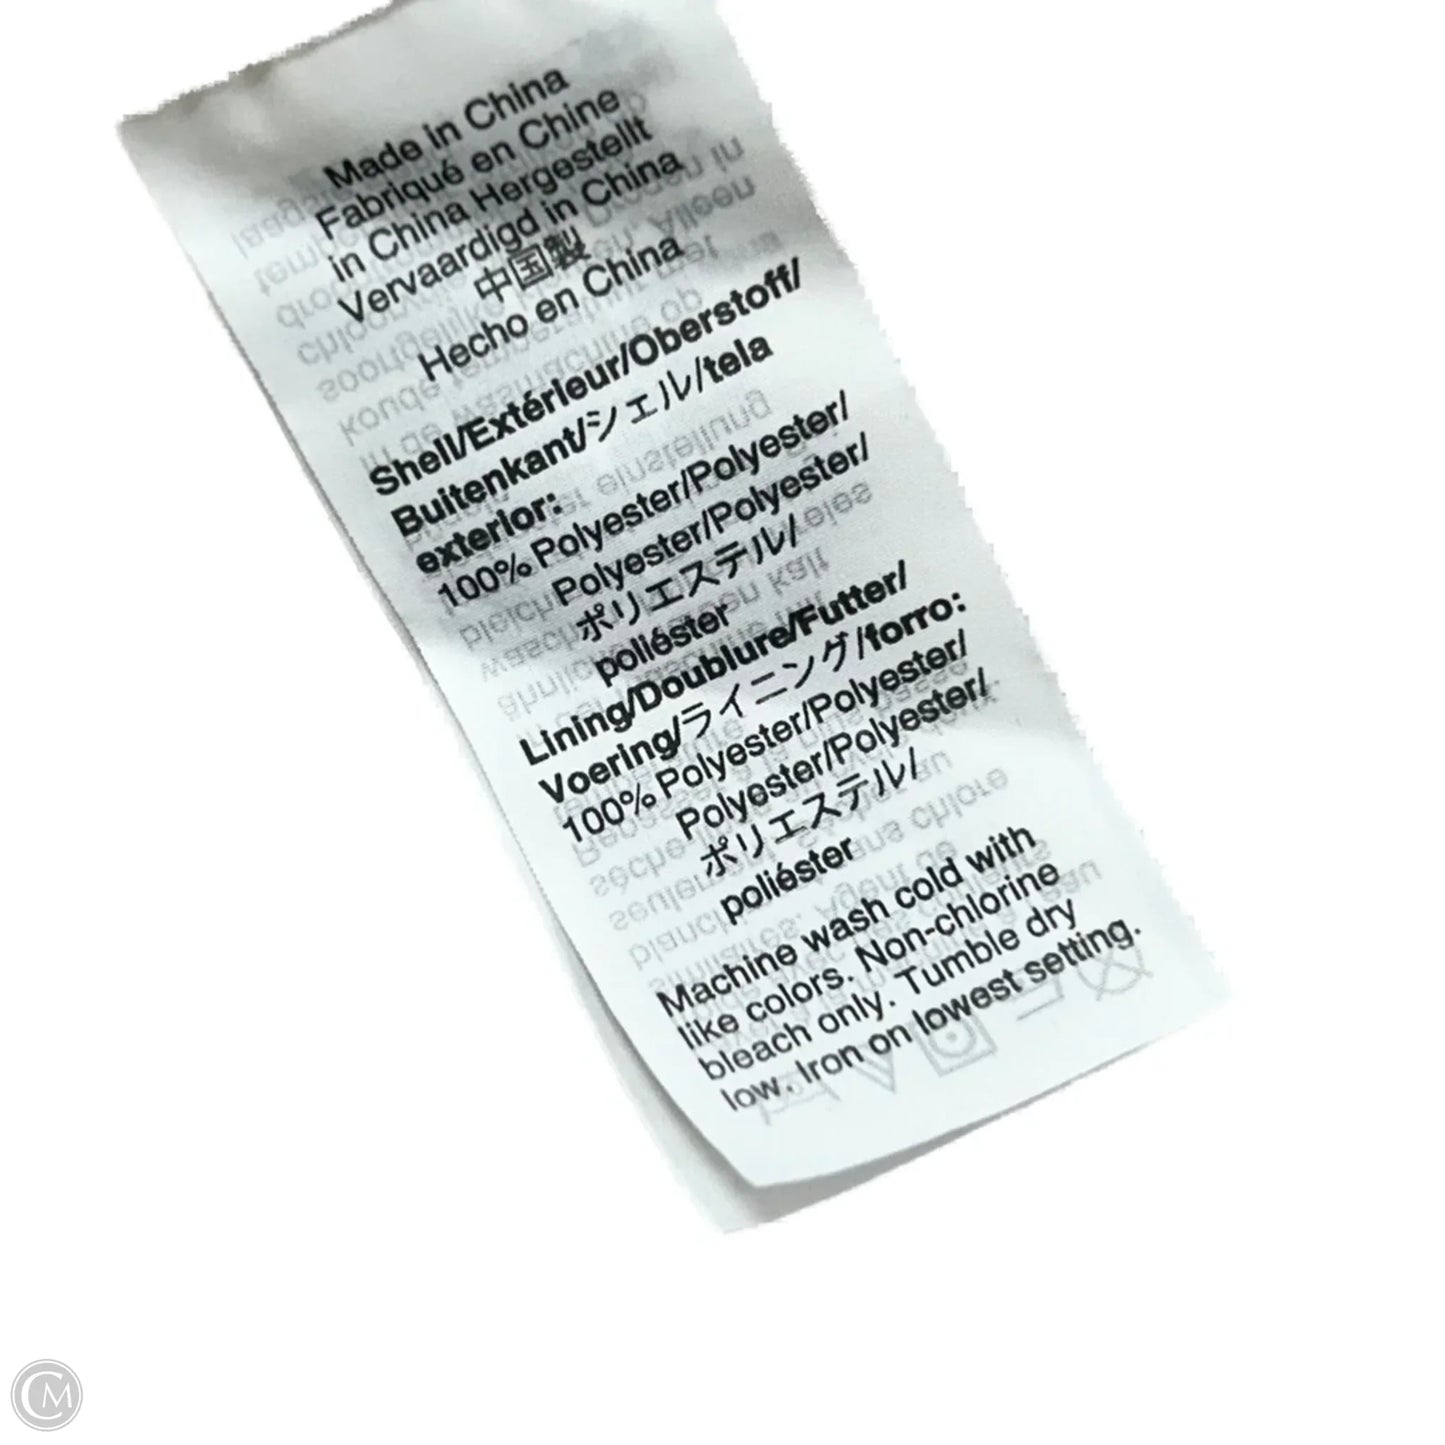 Made in China
Fabriqué en Chine
in China Hergestellt
Vervaardigd in China
中国製
Hecho en China
Shell/Extérieur/Oberstoff/
Buitenkant/シェル/tela
exterior:
100% Polyester/Polyester/
Polyester/Polyester/
ポリエステル/
poliéster
Lining/Doublure/Futter/
Voering/ライニング/forro:
100% Polyester/Polyester/
Polyester/Polyester/
ポリエステル/
poliéster
Machine wash cold with
like colors. Non-chlorine
bleach only. Tumble dry
low. Iron on lowest setting.
CM